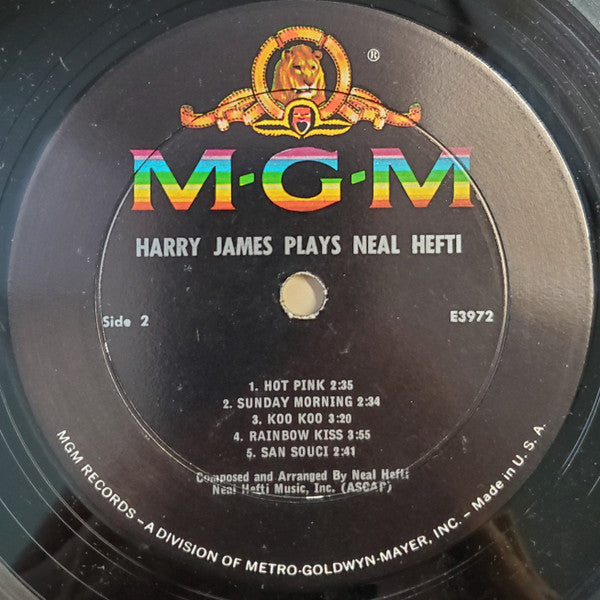 ®
M·G·M
HARRY JAMES PLAYS NEAL HEFTI
Side 2
E3972
1. HOT PINK 2:35
2. SUNDAY MORNING 2:34
3. KOO KOO 3:20
4. RAINBOW KISS 3:55
5. SAN SOUCI 2:41
Composed and Arranged By Neal Hefti
Neal Hefti Music, Inc. (ASCAP)
MGM RECORDS – A DIVISION OF METRO-GOLDWYN-MAYER, INC. – Made in U. S. A.